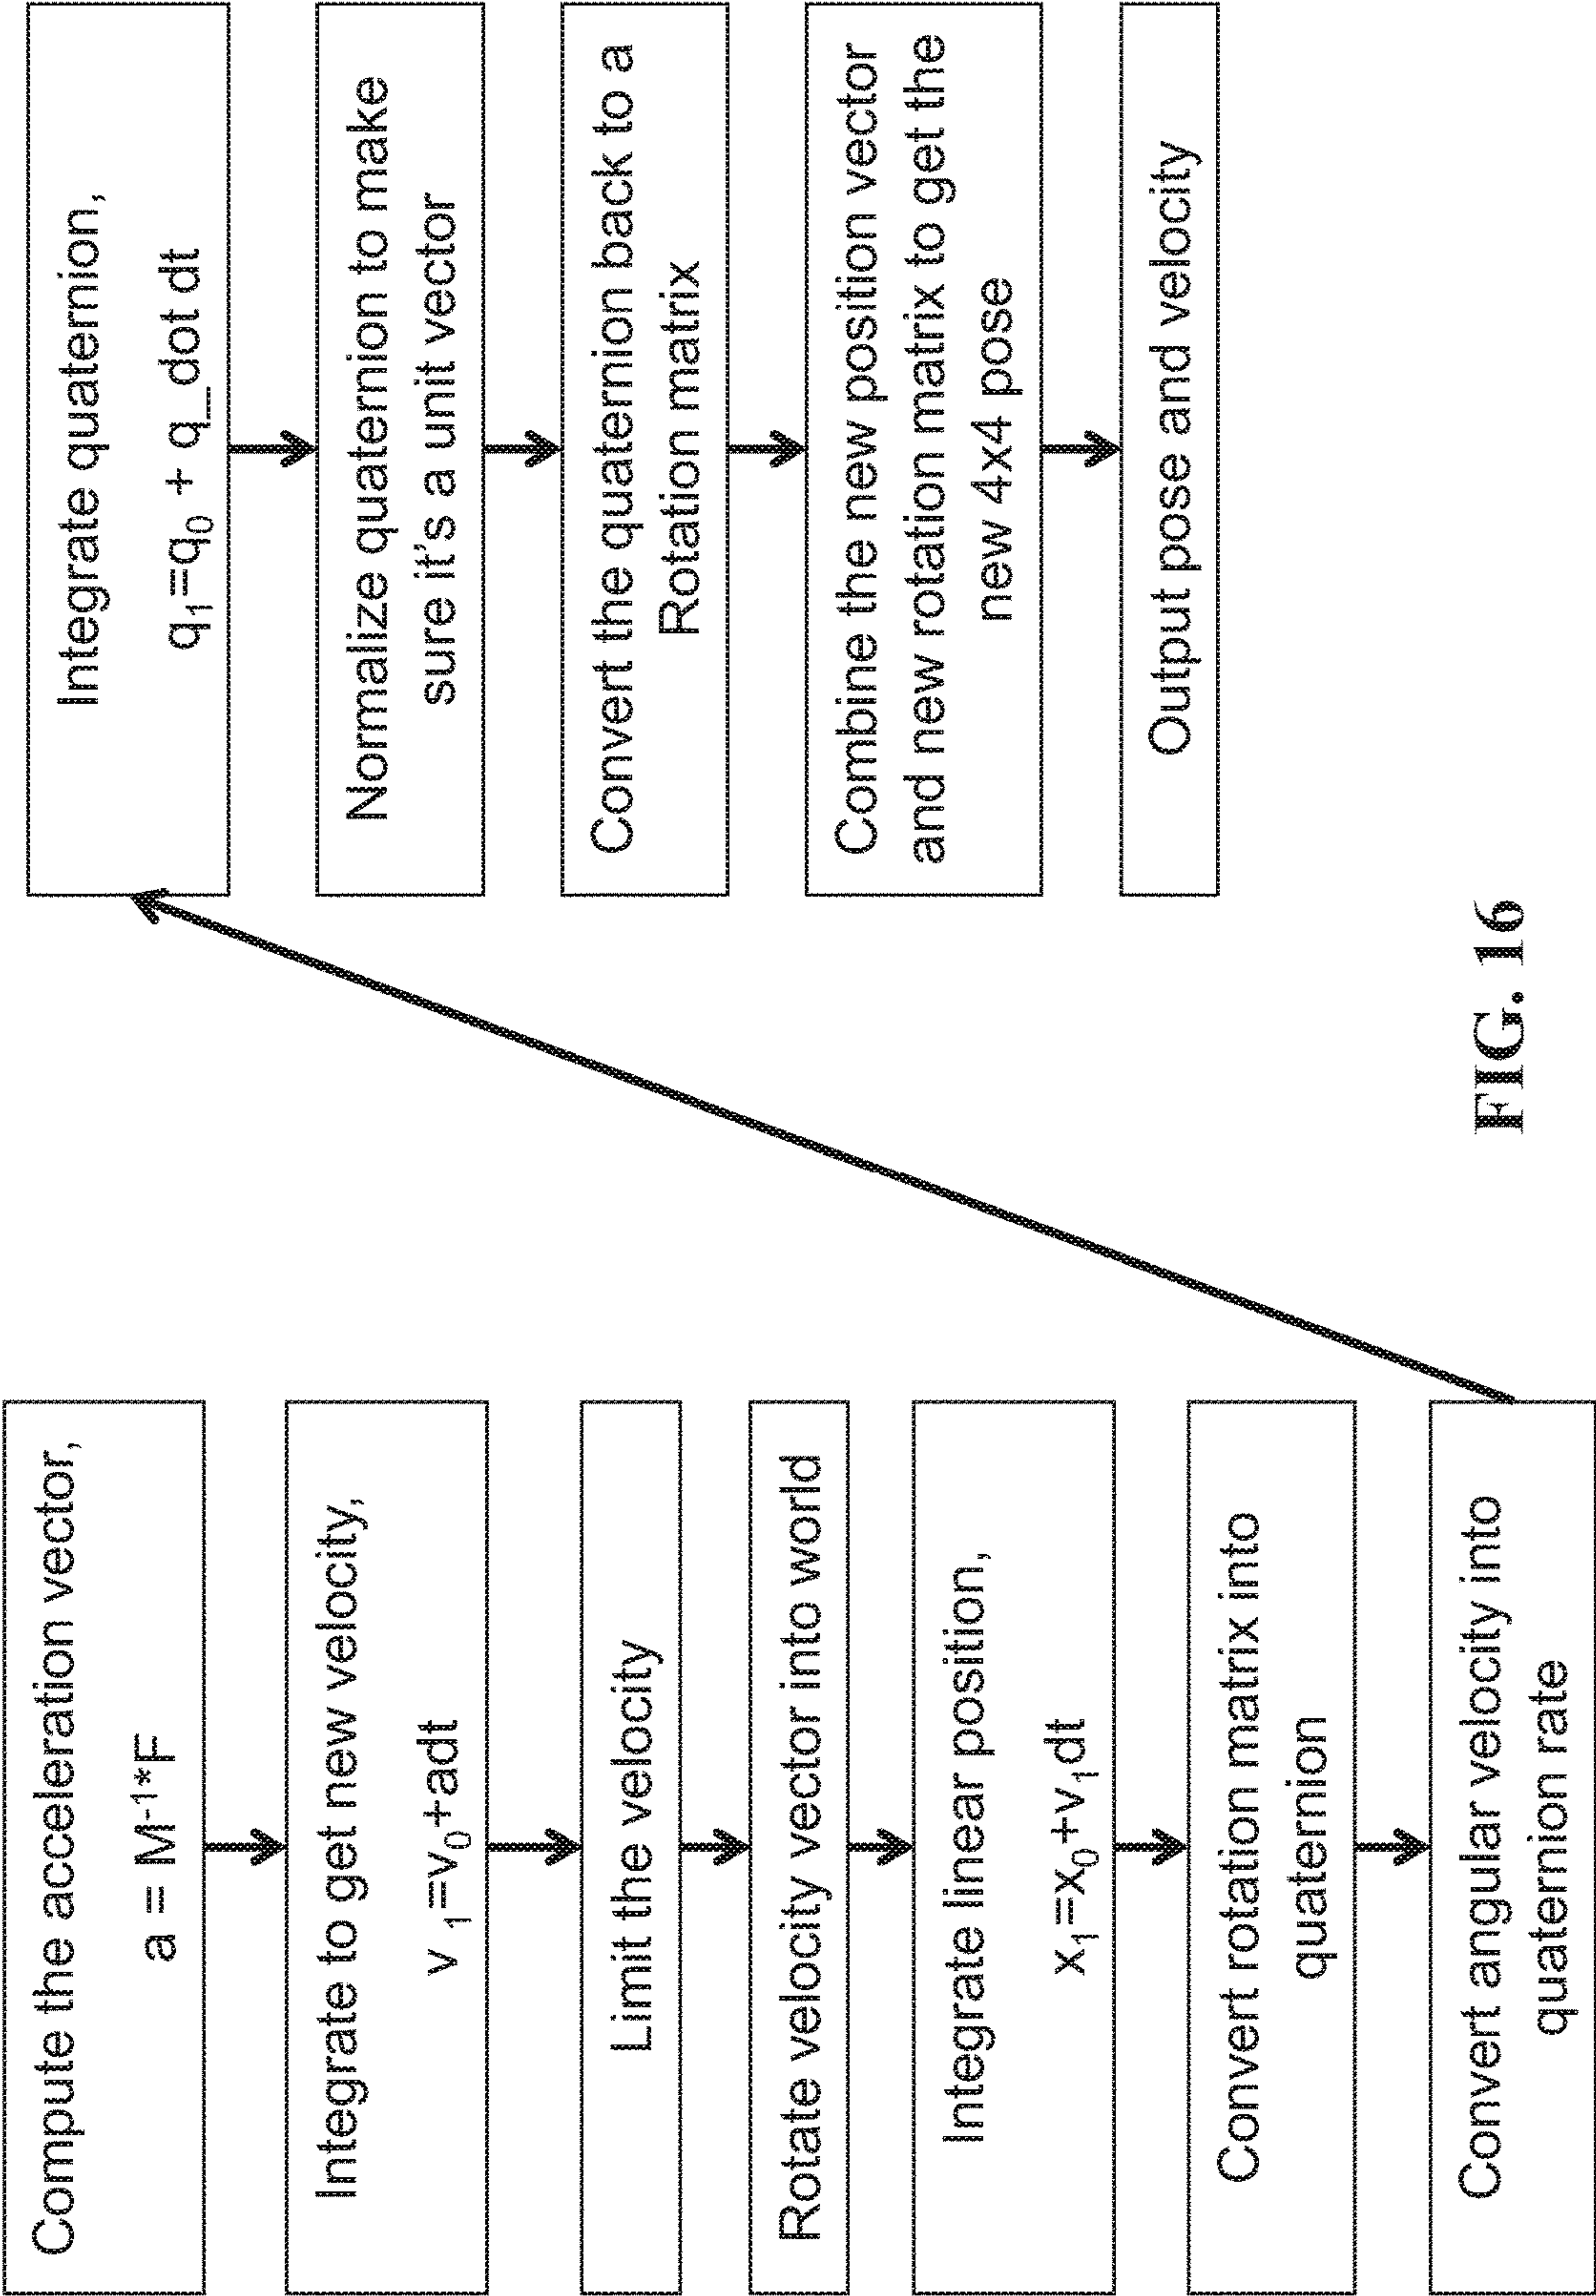 Compute the acceleration vector,
a = M⁻¹*F
Integrate to get new velocity,
v ₁=v₀+adt
Limit the velocity
Rotate velocity vector into world
Integrate linear position,
x₁=x₀+v₁dt
Convert rotation matrix into
quaternion
Convert angular velocity into
quaternion rate
Integrate quaternion,
q₁=q₀ + q_dot dt
Normalize quaternion to make
sure it's a unit vector
Convert the quaternion back to a
Rotation matrix
Combine the new position vector
and new rotation matrix to get the
new 4x4 pose
Output pose and velocity
FIG. 16